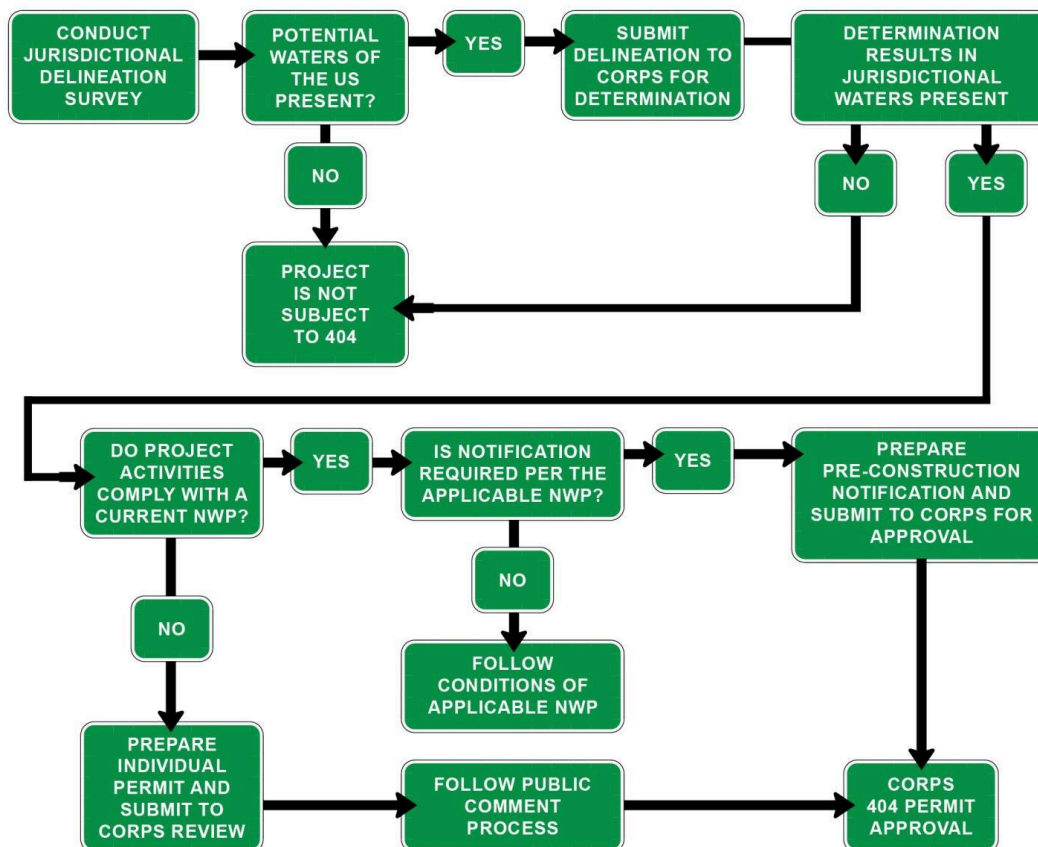 CONDUCT
JURISDICTIONAL
DELINEATION
SURVEY
POTENTIAL
WATERS OF
THE US
PRESENT?
YES
SUBMIT
DELINEATION TO
CORPS FOR
DETERMINATION
DETERMINATION
RESULTS IN
JURISDICTIONAL
WATERS PRESENT
NO
NO
YES
PROJECT
IS NOT
SUBJECT
TO 404
DO PROJECT
ACTIVITIES
COMPLY WITH A
CURRENT NWP?
YES
IS NOTIFICATION
REQUIRED PER THE
APPLICABLE NWP?
YES
PREPARE
PRE-CONSTRUCTION
NOTIFICATION AND
SUBMIT TO CORPS FOR
APPROVAL
NO
NO
FOLLOW
CONDITIONS OF
APPLICABLE NWP
PREPARE
INDIVIDUAL
PERMIT AND
SUBMIT TO
CORPS REVIEW
FOLLOW PUBLIC
COMMENT
PROCESS
CORPS
404 PERMIT
APPROVAL